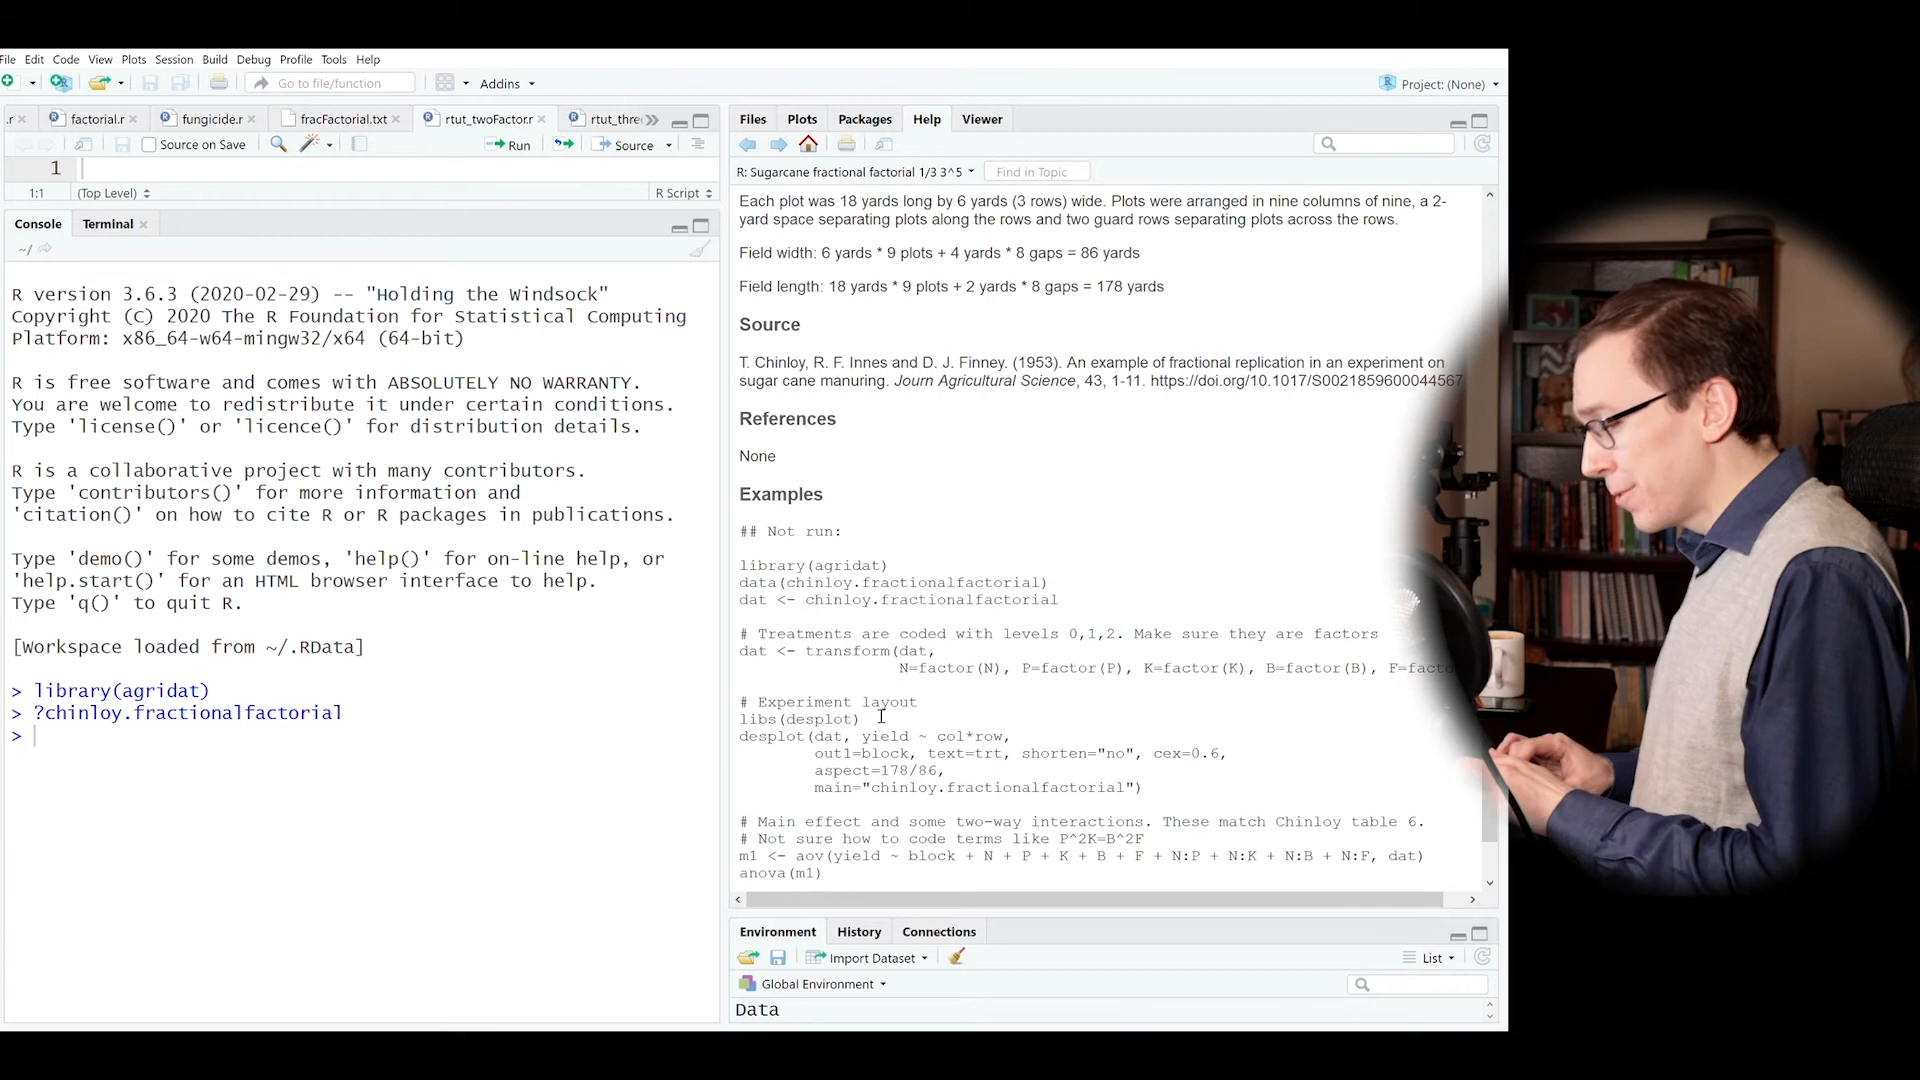 File Edit Code View Plots Session Build Debug Profile Tools Help
Go to file/function Addins Project: (None)
.r factorial.r fungicide.r fracFactorial.txt rtut_twoFactor.r rtut_thre
Source on Save Run Source
1
1:1 (Top Level) R Script
Console Terminal
~/
R version 3.6.3 (2020-02-29) -- "Holding the Windsock"
Copyright (C) 2020 The R Foundation for Statistical Computing
Platform: x86_64-w64-mingw32/x64 (64-bit)
R is free software and comes with ABSOLUTELY NO WARRANTY.
You are welcome to redistribute it under certain conditions.
Type 'license()' or 'licence()' for distribution details.
R is a collaborative project with many contributors.
Type 'contributors()' for more information and
'citation()' on how to cite R or R packages in publications.
Type 'demo()' for some demos, 'help()' for on-line help, or
'help.start()' for an HTML browser interface to help.
Type 'q()' to quit R.
[Workspace loaded from ~/.RData]
> library(agridat)
> ?chinloy.fractionalfactorial
>
Files Plots Packages Help Viewer
R: Sugarcane fractional factorial 1/3 3^5 Find in Topic
Each plot was 18 yards long by 6 yards (3 rows) wide. Plots were arranged in nine columns of nine, a 2-
yard space separating plots along the rows and two guard rows separating plots across the rows.
Field width: 6 yards * 9 plots + 4 yards * 8 gaps = 86 yards
Field length: 18 yards * 9 plots + 2 yards * 8 gaps = 178 yards
Source
T. Chinloy, R. F. Innes and D. J. Finney. (1953). An example of fractional replication in an experiment on
sugar cane manuring. Journ Agricultural Science, 43, 1-11. https://doi.org/10.1017/S0021859600044567
References
None
Examples
## Not run:
library(agridat)
data(chinloy.fractionalfactorial)
dat <- chinloy.fractionalfactorial
# Treatments are coded with levels 0,1,2. Make sure they are factors
dat <- transform(dat,
N=factor(N), P=factor(P), K=factor(K), B=factor(B), F=facto
# Experiment layout
libs(desplot)
desplot(dat, yield ~ col*row,
out1=block, text=trt, shorten="no", cex=0.6,
aspect=178/86,
main="chinloy.fractionalfactorial")
# Main effect and some two-way interactions. These match Chinloy table 6.
# Not sure how to code terms like P^2K=B^2F
m1 <- aov(yield ~ block + N + P + K + B + F + N:P + N:K + N:B + N:F, dat)
anova(m1)
Environment History Connections
Import Dataset List
Global Environment
Data